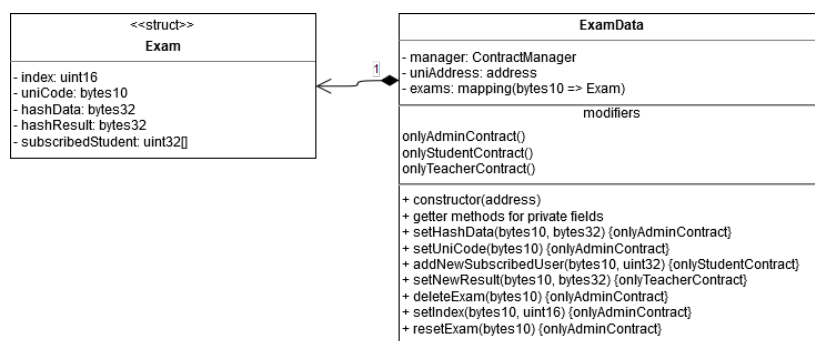 <<struct>>
Exam
- index: uint16
- uniCode: bytes10
- hashData: bytes32
- hashResult: bytes32
- subscribedStudent: uint32[]
1
ExamData
- manager: ContractManager
- uniAddress: address
- exams: mapping(bytes10 => Exam)
modifiers
onlyAdminContract()
onlyStudentContract()
onlyTeacherContract()
+ constructor(address)
+ getter methods for private fields
+ setHashData(bytes10, bytes32) {onlyAdminContract}
+ setUniCode(bytes10) {onlyAdminContract}
+ addNewSubscribedUser(bytes10, uint32) {onlyStudentContract}
+ setNewResult(bytes10, bytes32) {onlyTeacherContract}
+ deleteExam(bytes10) {onlyAdminContract}
+ setIndex(bytes10, uint16) {onlyAdminContract}
+ resetExam(bytes10) {onlyAdminContract}